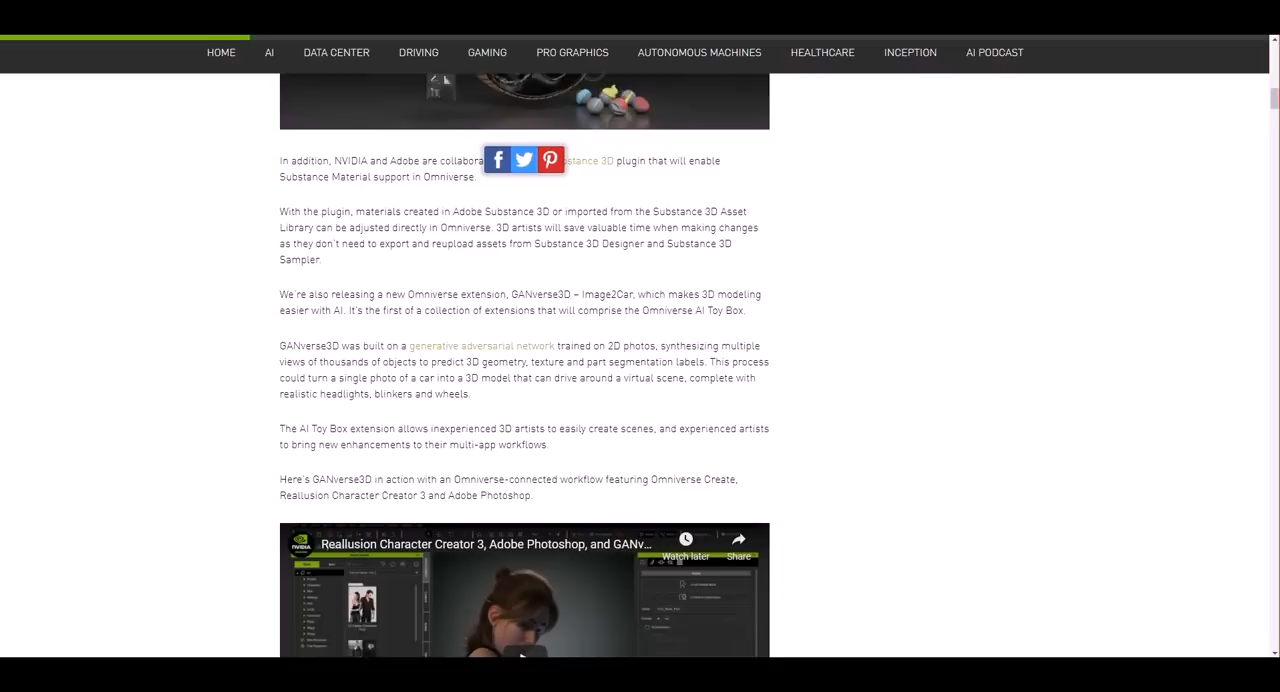 HOME AI DATA CENTER DRIVING GAMING PRO GRAPHICS AUTONOMOUS MACHINES HEALTHCARE INCEPTION AI PODCAST
In addition, NVIDIA and Adobe are collabora stance 3D plugin that will enable
Substance Material support in Omniverse.
With the plugin, materials created in Adobe Substance 3D or imported from the Substance 3D Asset
Library can be adjusted directly in Omniverse. 3D artists will save valuable time when making changes
as they don't need to export and reupload assets from Substance 3D Designer and Substance 3D
Sampler.
We're also releasing a new Omniverse extension, GANverse3D – Image2Car, which makes 3D modeling
easier with AI. It's the first of a collection of extensions that will comprise the Omniverse AI Toy Box.
GANverse3D was built on a generative adversarial network trained on 2D photos, synthesizing multiple
views of thousands of objects to predict 3D geometry, texture and part segmentation labels. This process
could turn a single photo of a car into a 3D model that can drive around a virtual scene, complete with
realistic headlights, blinkers and wheels.
The AI Toy Box extension allows inexperienced 3D artists to easily create scenes, and experienced artists
to bring new enhancements to their multi-app workflows.
Here's GANverse3D in action with an Omniverse-connected workflow featuring Omniverse Create,
Reallusion Character Creator 3 and Adobe Photoshop.
NVIDIA Reallusion Character Creator 3, Adobe Photoshop, and GANv...
Watch later Share